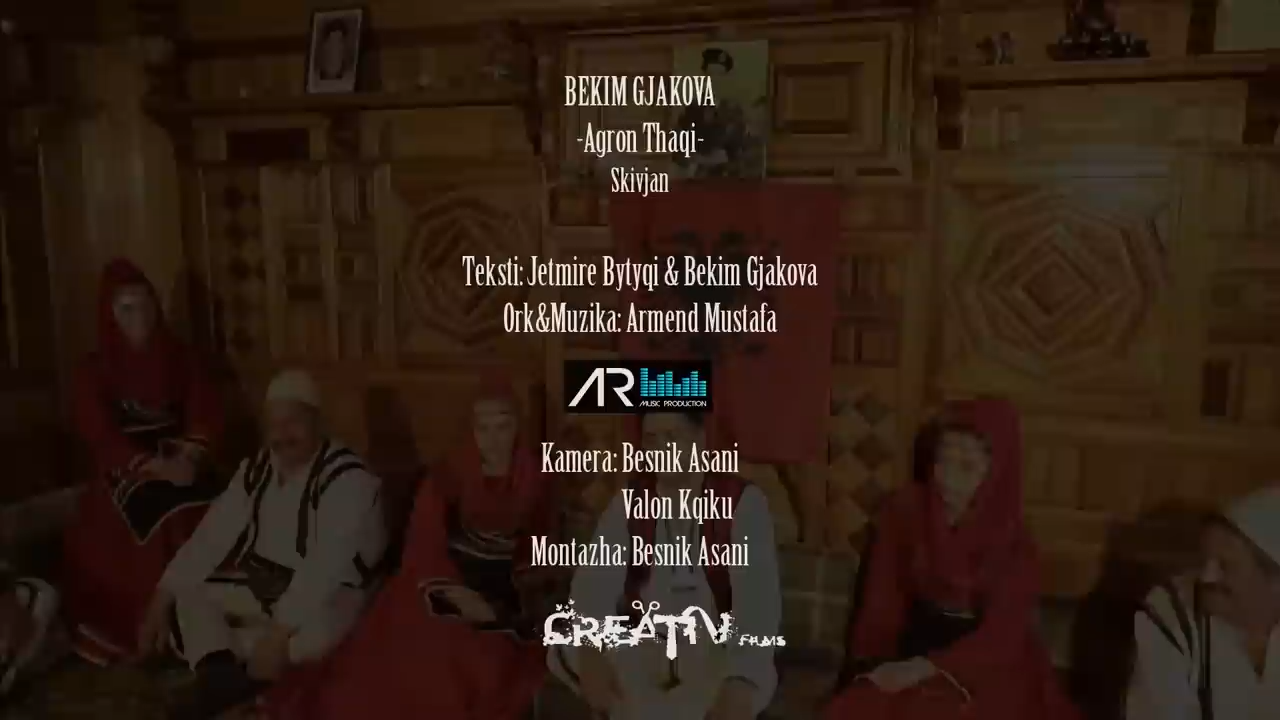 BEKIM GJAKOVA
-Agron Thaqi-
Skivjan
Teksti: Jetmire Bytyqi & Bekim Gjakova
Ork&Muzika: Armend Mustafa
AR MUSIC PRODUCTION
Kamera: Besnik Asani
Valon Kqiku
Montazha: Besnik Asani
CREATIV FILMS